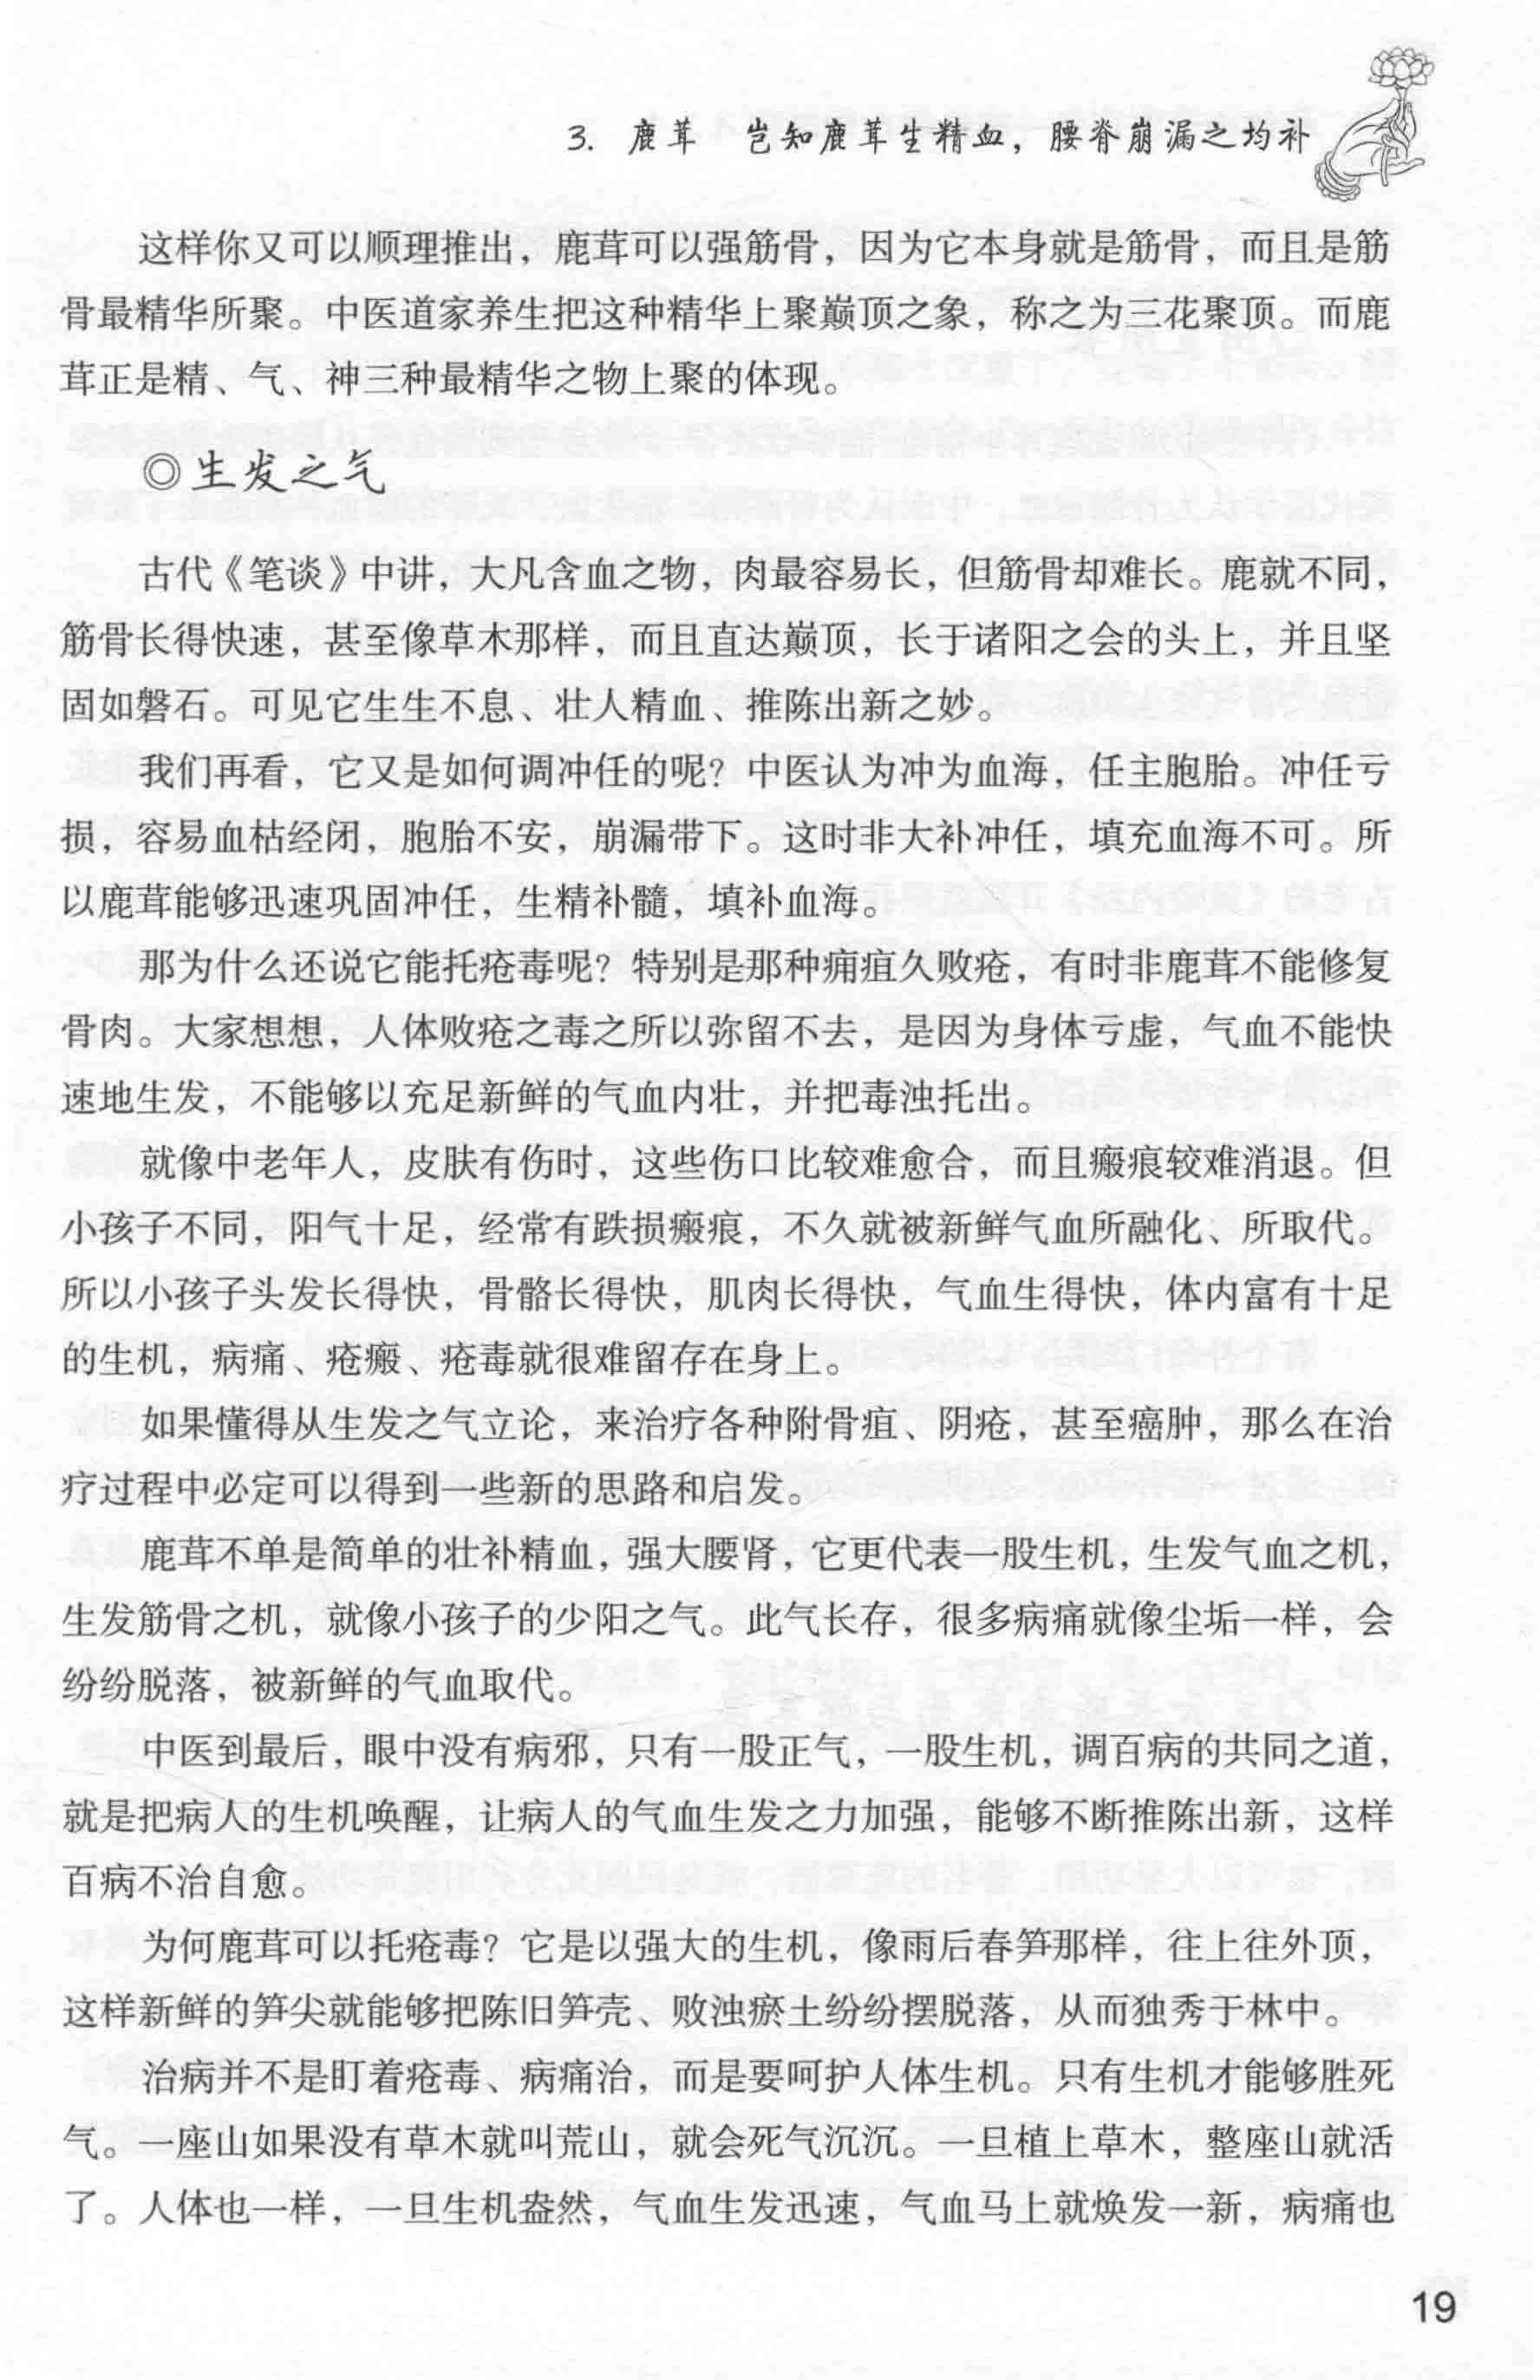 3. 鹿茸　岂知鹿茸生精血，腰脊崩漏之均补
这样你又可以顺理推出，鹿茸可以强筋骨，因为它本身就是筋骨，而且是筋
骨最精华所聚。中医道家养生把这种精华上聚巅顶之象，称之为三花聚顶。而鹿
茸正是精、气、神三种最精华之物上聚的体现。
◎生发之气
古代《笔谈》中讲，大凡含血之物，肉最容易长，但筋骨却难长。鹿就不同，
筋骨长得快速，甚至像草木那样，而且直达巅顶，长于诸阳之会的头上，并且坚
固如磐石。可见它生生不息、壮人精血、推陈出新之妙。
我们再看，它又是如何调冲任的呢？中医认为冲为血海，任主胞胎。冲任亏
损，容易血枯经闭，胞胎不安，崩漏带下。这时非大补冲任，填充血海不可。所
以鹿茸能够迅速巩固冲任，生精补髓，填补血海。
那为什么还说它能托疮毒呢？特别是那种痈疽久败疮，有时非鹿茸不能修复
骨肉。大家想想，人体败疮之毒之所以弥留不去，是因为身体亏虚，气血不能快
速地生发，不能够以充足新鲜的气血内壮，并把毒浊托出。
就像中老年人，皮肤有伤时，这些伤口比较难愈合，而且瘢痕较难消退。但
小孩子不同，阳气十足，经常有跌损瘢痕，不久就被新鲜气血所融化、所取代。
所以小孩子头发长得快，骨骼长得快，肌肉长得快，气血生得快，体内富有十足
的生机，病痛、疮瘢、疮毒就很难留存在身上。
如果懂得从生发之气立论，来治疗各种附骨疽、阴疮，甚至癌肿，那么在治
疗过程中必定可以得到一些新的思路和启发。
鹿茸不单是简单的壮补精血，强大腰肾，它更代表一股生机，生发气血之机，
生发筋骨之机，就像小孩子的少阳之气。此气长存，很多病痛就像尘垢一样，会
纷纷脱落，被新鲜的气血取代。
中医到最后，眼中没有病邪，只有一股正气，一股生机，调百病的共同之道，
就是把病人的生机唤醒，让病人的气血生发之力加强，能够不断推陈出新，这样
百病不治自愈。
为何鹿茸可以托疮毒？它是以强大的生机，像雨后春笋那样，往上往外顶，
这样新鲜的笋尖就能够把陈旧笋壳、败浊瘀土纷纷摆脱落，从而独秀于林中。
治病并不是盯着疮毒、病痛治，而是要呵护人体生机。只有生机才能够胜死
气。一座山如果没有草木就叫荒山，就会死气沉沉。一旦植上草木，整座山就活
了。人体也一样，一旦生机盎然，气血生发迅速，气血马上就焕发一新，病痛也
19